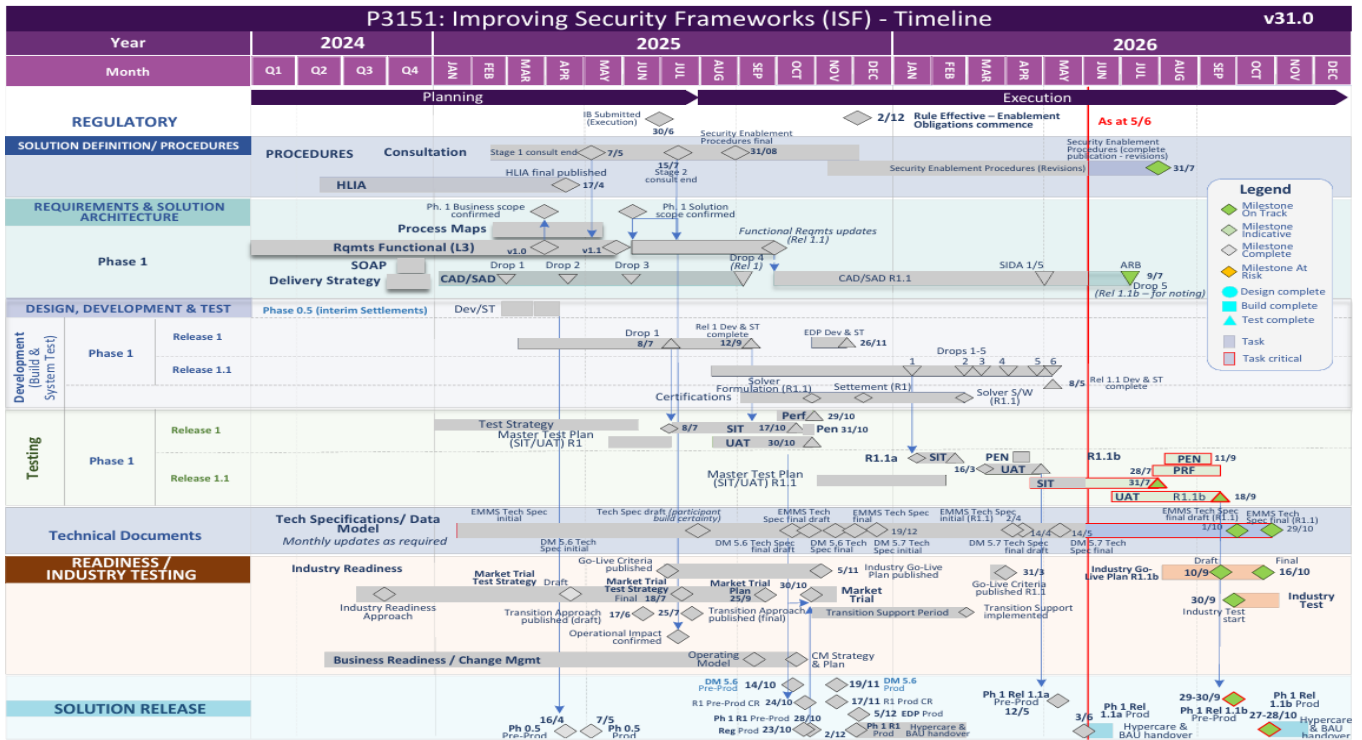 P3151: Improving Security Frameworks (ISF) - Timeline
v31.0
Year
2024
2025
2026
Month
Q1
Q2
Q3
Q4
JAN
FEB
MAR
APR
MAY
JUN
JUL
AUG
SEP
OCT
NOV
DEC
JAN
FEB
MAR
APR
MAY
JUN
JUL
AUG
SEP
OCT
NOV
DEC
Planning
Execution
REGULATORY
IB Submitted
(Execution)
30/6
2/12
Rule Effective – Enablement
Obligations commence
As at 5/6
SOLUTION DEFINITION/ PROCEDURES
PROCEDURES
Consultation
Stage 1 consult end
7/5
15/7
Stage 2
consult end
Security Enablement
Procedures final
31/08
Security Enablement
Procedures (complete
publication - revisions)
Security Enablement Procedures (Revisions)
31/7
HLIA final published
HLIA
17/4
Legend
Milestone
On Track
Milestone
Indicative
Milestone
Complete
Milestone At
Risk
Design complete
Build complete
Test complete
Task
Task critical
REQUIREMENTS & SOLUTION
ARCHITECTURE
Phase 1
Ph. 1 Business scope
confirmed
Ph. 1 Solution
scope confirmed
Process Maps
Functional Reqmts updates
(Rel 1.1)
Rqmts Functional (L3)
v1.0
v1.1
SOAP
Delivery Strategy
CAD/SAD
Drop 1
Drop 2
Drop 3
Drop 4
(Rel 1)
CAD/SAD R1.1
SIDA 1/5
ARB
9/7
Drop 5
(Rel 1.1b – for noting)
DESIGN, DEVELOPMENT & TEST
Phase 0.5 (interim Settlements)
Dev/ST
Development
(Build &
System Test)
Phase 1
Release 1
Drop 1
8/7
Rel 1 Dev & ST
complete
12/9
EDP Dev & ST
26/11
Release 1.1
Drops 1-5
1
2
3
4
5
6
8/5
Rel 1.1 Dev & ST
complete
Certifications
Solver
Formulation (R1.1)
Settlement (R1)
Solver S/W
(R1.1)
Testing
Phase 1
Release 1
Test Strategy
Master Test Plan
(SIT/UAT) R1
8/7
SIT
17/10
Perf
29/10
Pen 31/10
UAT
30/10
Release 1.1
Master Test Plan
(SIT/UAT) R1.1
R1.1a
SIT
16/3
PEN
UAT
R1.1b
PEN
11/9
28/7
PRF
SIT
31/7
UAT
R1.1b
18/9
Technical Documents
Tech Specifications/ Data
Model
Monthly updates as required
EMMS Tech Spec
initial
DM 5.6 Tech
Spec initial
Tech Spec draft (participant
build certainty)
DM 5.6 Tech Spec
final draft
EMMS Tech
Spec final draft
EMMS Tech
Spec final
DM 5.6 Tech
Spec final
19/12
DM 5.7 Tech
Spec initial
EMMS Tech Spec
initial (R1.1)
2/4
DM 5.7 Tech Spec
final draft
14/4
14/5
DM 5.7 Tech
Spec final
EMMS Tech Spec
final draft (R1.1)
1/10
EMMS Tech
Spec final (R1.1)
29/10
READINESS /
INDUSTRY TESTING
Industry Readiness
Go-Live Criteria
published
5/11
Industry Go-Live
Plan published
31/3
Go-Live Criteria
published R1.1
Industry Go-
Live Plan R1.1b
Draft
10/9
Final
16/10
Industry Readiness
Approach
Market Trial
Test Strategy
Draft
Market Trial
Test Strategy
Final
18/7
Market Trial
Plan
25/9
30/10
Market
Trial
30/9
Industry Test
start
Industry
Test
Transition Approach
published (draft)
17/6
25/7
Transition Approach
published (final)
Transition Support Period
Transition Support
implemented
Operational Impact
confirmed
Business Readiness / Change Mgmt
Operating
Model
CM Strategy
& Plan
SOLUTION RELEASE
16/4
Ph 0.5
Pre-Prod
7/5
Ph 0.5
Prod
DM 5.6
Pre-Prod
14/10
19/11
DM 5.6
Prod
R1 Pre-Prod CR
24/10
17/11
R1 Prod CR
Ph 1 R1 Pre-Prod
28/10
5/12
EDP Prod
Reg Prod
23/10
2/12
Ph 1 R1
Prod
Hypercare &
BAU handover
Ph 1 Rel 1.1a
Pre-Prod
12/5
3/6
Ph 1 Rel
1.1a Prod
Hypercare &
BAU handover
29-30/9
Ph 1 Rel 1.1b
Pre-Prod
27-28/10
Ph 1 Rel
1.1b Prod
Hypercare
& BAU
handover